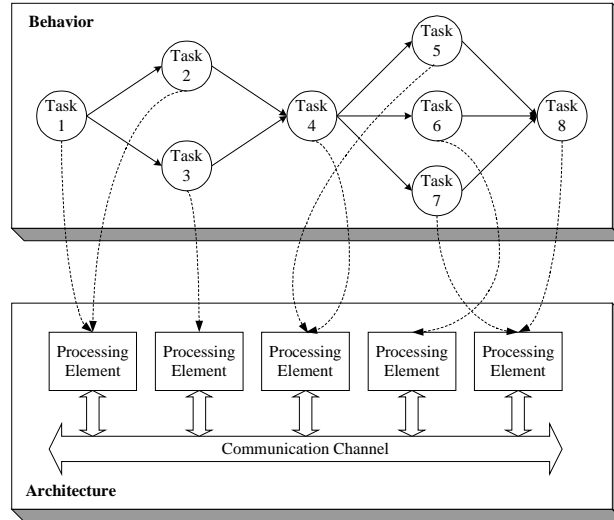 Behavior
Task
1
Task
2
Task
3
Task
4
Task
5
Task
6
Task
7
Task
8
Processing
Element
Processing
Element
Processing
Element
Processing
Element
Processing
Element
Communication Channel
Architecture